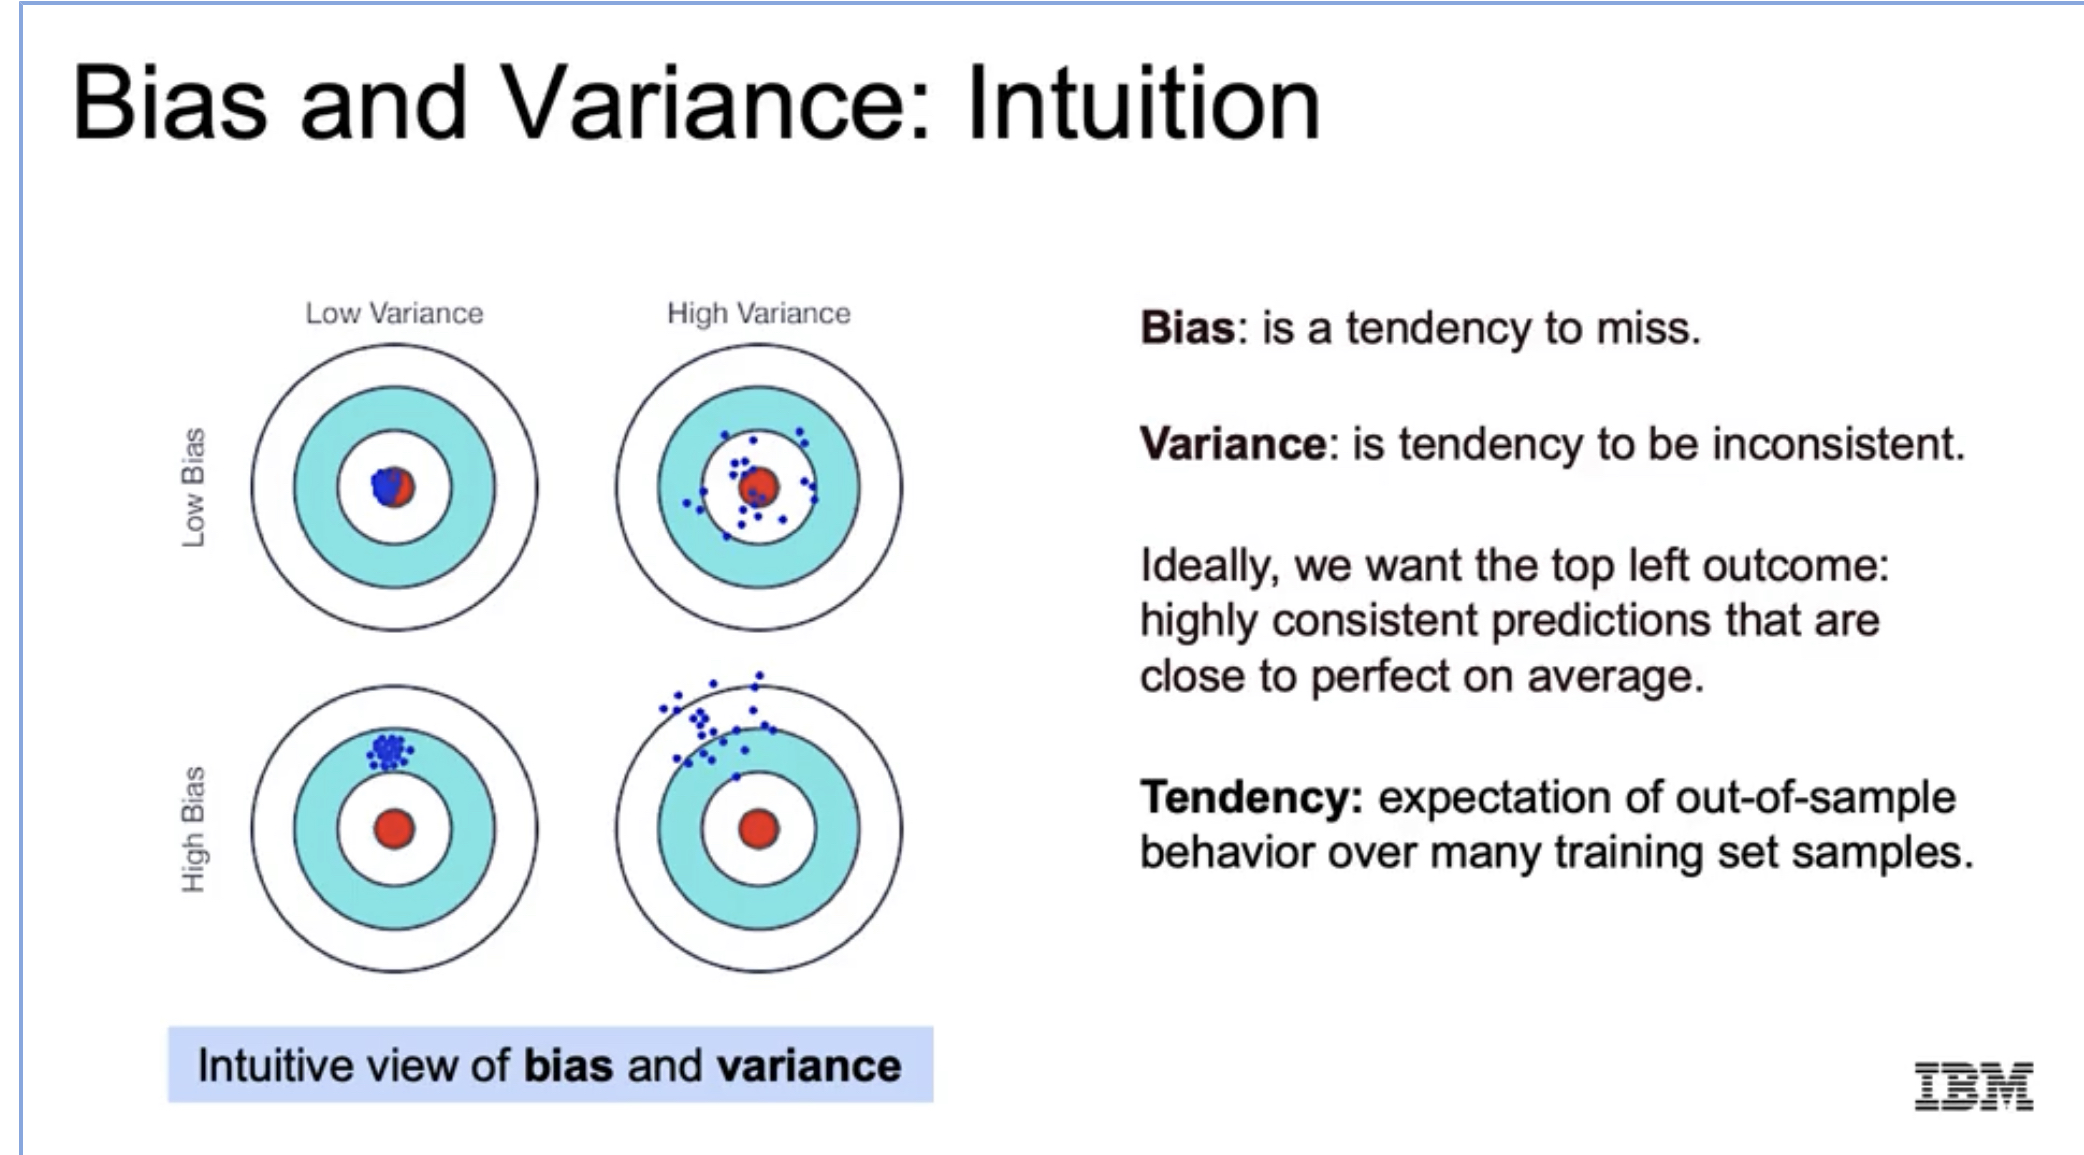 Bias and Variance: Intuition
Low Variance
High Variance
Low Bias
High Bias
Intuitive view of bias and variance
Bias: is a tendency to miss.
Variance: is tendency to be inconsistent.
Ideally, we want the top left outcome:
highly consistent predictions that are
close to perfect on average.
Tendency: expectation of out-of-sample
behavior over many training set samples.
IBM